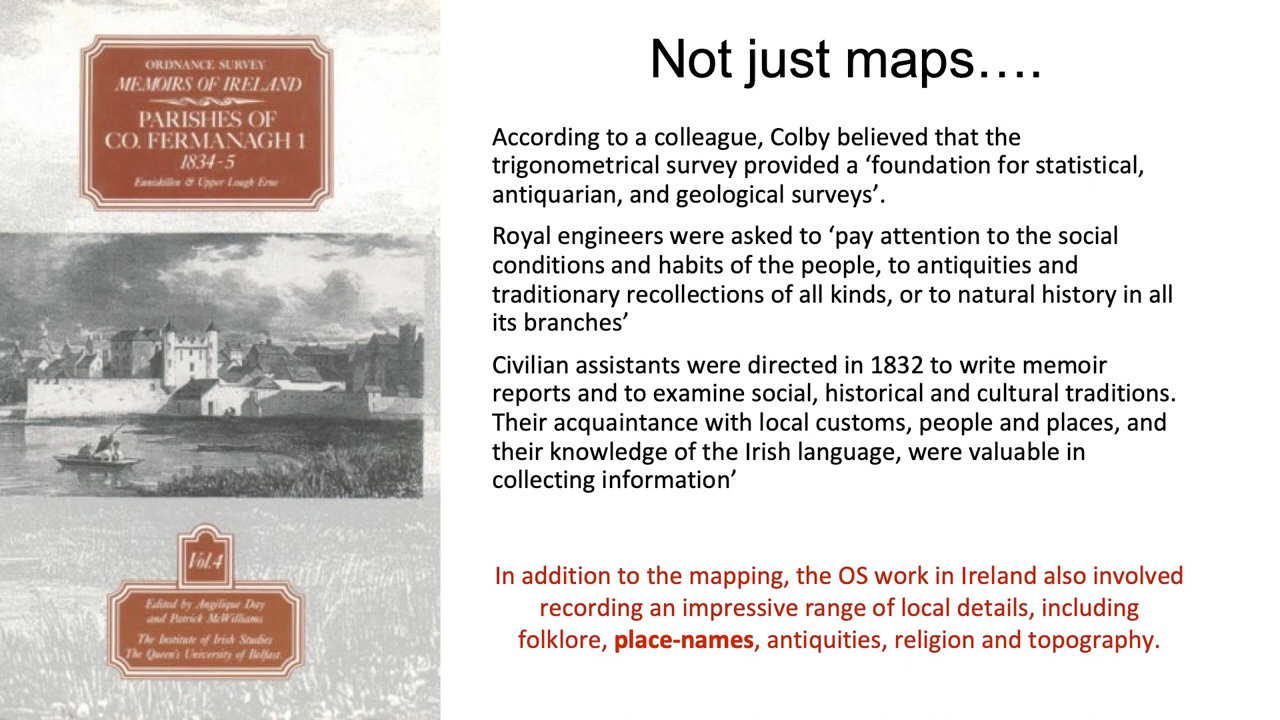 ORDNANCE SURVEY
MEMOIRS OF IRELAND
PARISHES OF
CO. FERMANAGH 1
1834-5
Enniskillen & Upper Lough Erne
Vol.4
Edited by Angélique Day
and Patrick McWilliams
The Institute of Irish Studies
The Queen's University of Belfast.
Not just maps….
According to a colleague, Colby believed that the
trigonometrical survey provided a ‘foundation for statistical,
antiquarian, and geological surveys’.
Royal engineers were asked to ‘pay attention to the social
conditions and habits of the people, to antiquities and
traditionary recollections of all kinds, or to natural history in all
its branches’
Civilian assistants were directed in 1832 to write memoir
reports and to examine social, historical and cultural traditions.
Their acquaintance with local customs, people and places, and
their knowledge of the Irish language, were valuable in
collecting information’
In addition to the mapping, the OS work in Ireland also involved
recording an impressive range of local details, including
folklore, place-names, antiquities, religion and topography.